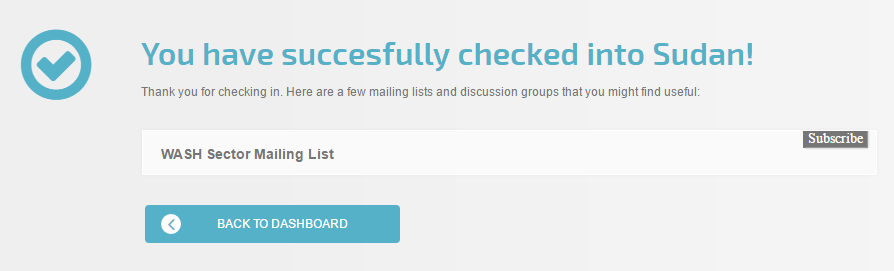 You have succesfully checked into Sudan!
Thank you for checking in. Here are a few mailing lists and discussion groups that you might find useful:
Subscribe
WASH Sector Mailing List
BACK TO DASHBOARD